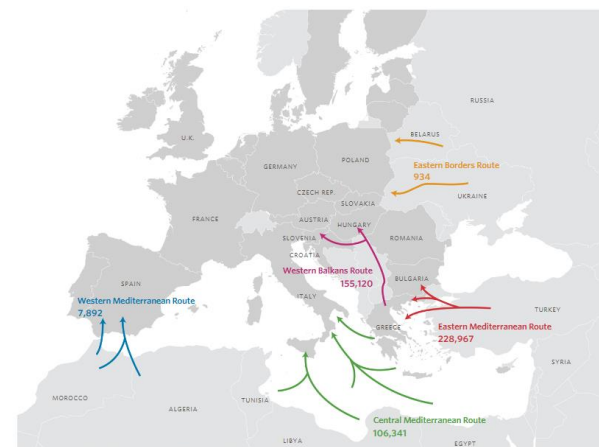 RUSSIA
BELARUS
U.K.
Eastern Borders Route
934
POLAND
GERMANY
UKRAINE
CZECH REP.
SLOVAKIA
AUSTRIA
HUNGARY
FRANCE
SLOVENIA
ROMANIA
CROATIA
Western Balkans Route
155,120
BULGARIA
SPAIN
ITALY
Western Mediterranean Route
7,892
TURKEY
GREECE
Eastern Mediterranean Route
228,967
SYRIA
MOROCCO
TUNISIA
ALGERIA
Central Mediterranean Route
106,341
LIBYA
EGYPT